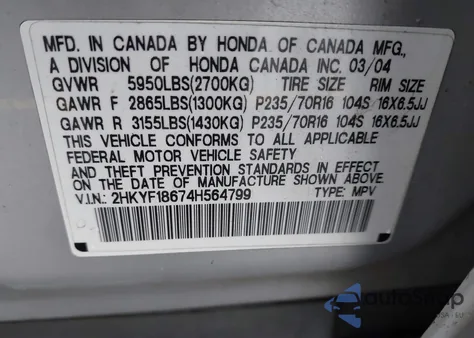 MFD. IN CANADA BY HONDA OF CANADA MFG.,
A DIVISION OF HONDA CANADA INC. 03/04
GVWR 5950LBS(2700KG) TIRE SIZE RIM SIZE
GAWR F 2865LBS(1300KG) P235/70R16 104S 16X6.5JJ
GAWR R 3155LBS(1430KG) P235/70R16 104S 16X6.5JJ
THIS VEHICLE CONFORMS TO ALL APPLICABLE
FEDERAL MOTOR VEHICLE SAFETY
AND THEFT PREVENTION STANDARDS IN EFFECT
ON THE DATE OF MANUFACTURE SHOWN ABOVE.
V.I.N.: 2HKYF18674H564799 TYPE: MPV